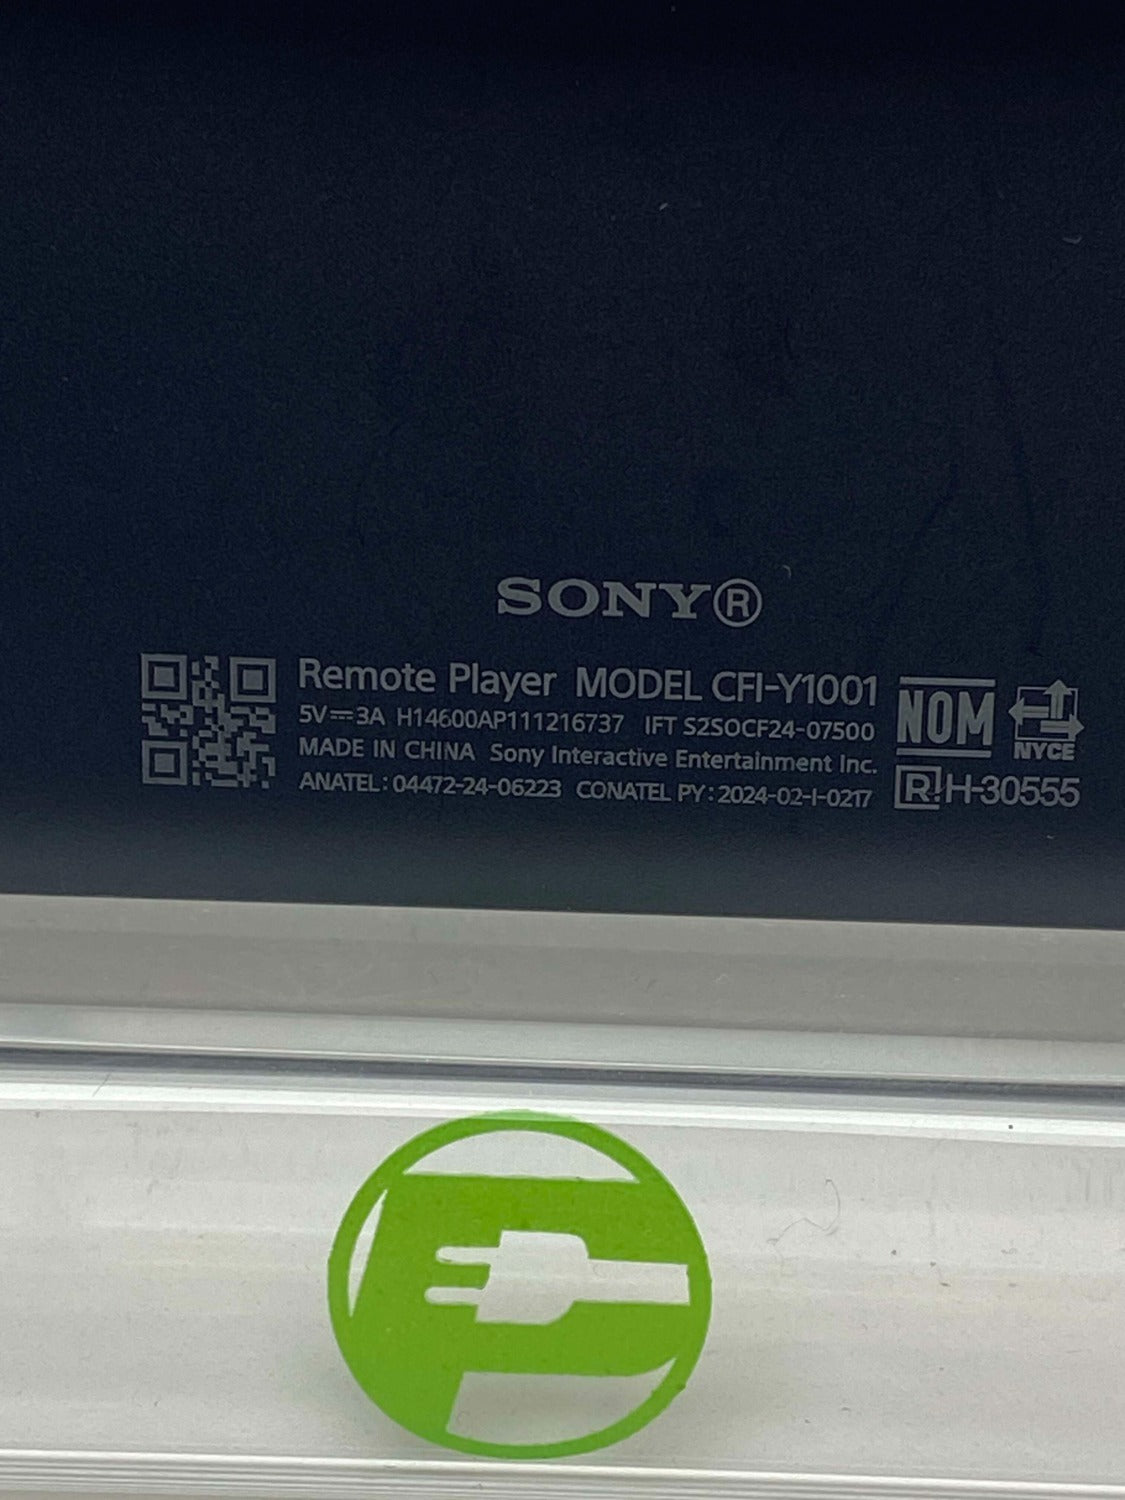 SONY®
Remote Player MODEL CFI-Y1001
5V⎓3A H14600AP111216737 IFT S2SOCF24-07500
MADE IN CHINA Sony Interactive Entertainment Inc.
ANATEL: 04472-24-06223 CONATEL PY: 2024-02-I-0217
NOM
NYCE
R H-30555
P